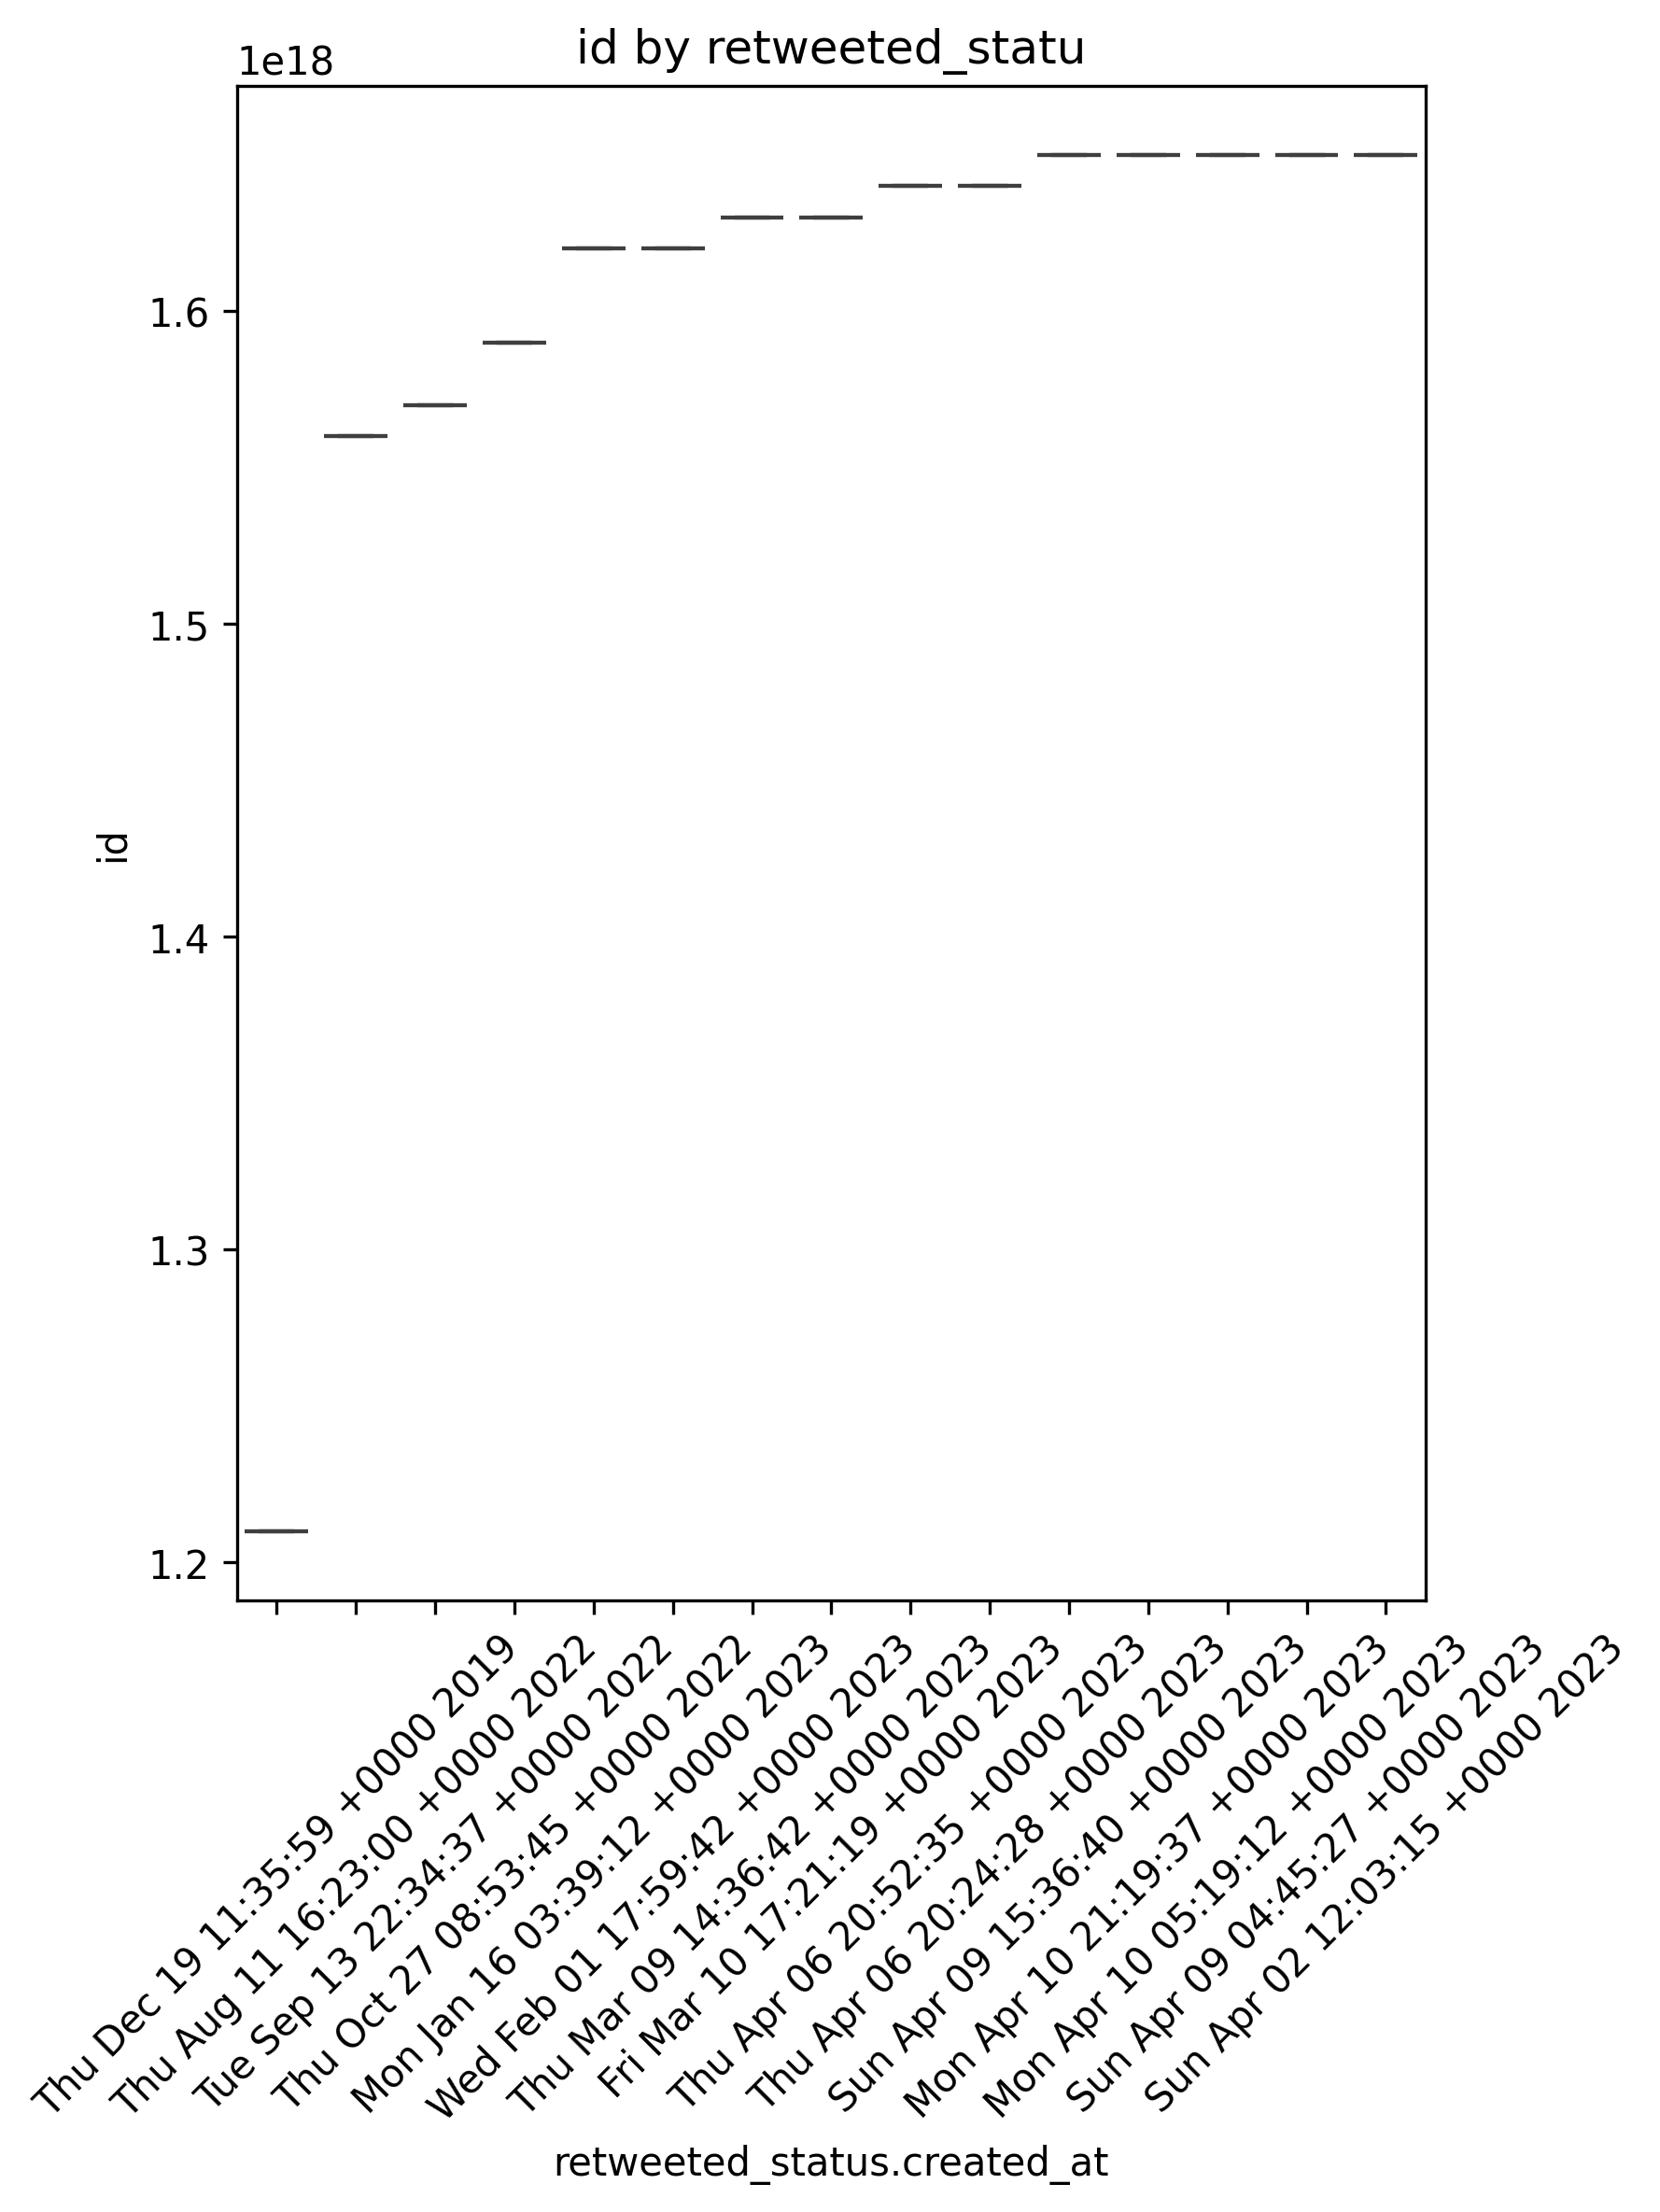 id by retweeted_statu
1e18
1.6
1.5
1.4
1.3
1.2
id
Thu Dec 19 11:35:59 +0000 2019
Thu Aug 11 16:23:00 +0000 2022
Tue Sep 13 22:34:37 +0000 2022
Thu Oct 27 08:53:45 +0000 2022
Mon Jan 16 03:39:12 +0000 2023
Wed Feb 01 17:59:42 +0000 2023
Thu Mar 09 14:36:42 +0000 2023
Fri Mar 10 17:21:19 +0000 2023
Thu Apr 06 20:52:35 +0000 2023
Thu Apr 06 20:24:28 +0000 2023
Sun Apr 09 15:36:40 +0000 2023
Mon Apr 10 21:19:37 +0000 2023
Mon Apr 10 05:19:12 +0000 2023
Sun Apr 09 04:45:27 +0000 2023
Sun Apr 02 12:03:15 +0000 2023
retweeted_status.created_at